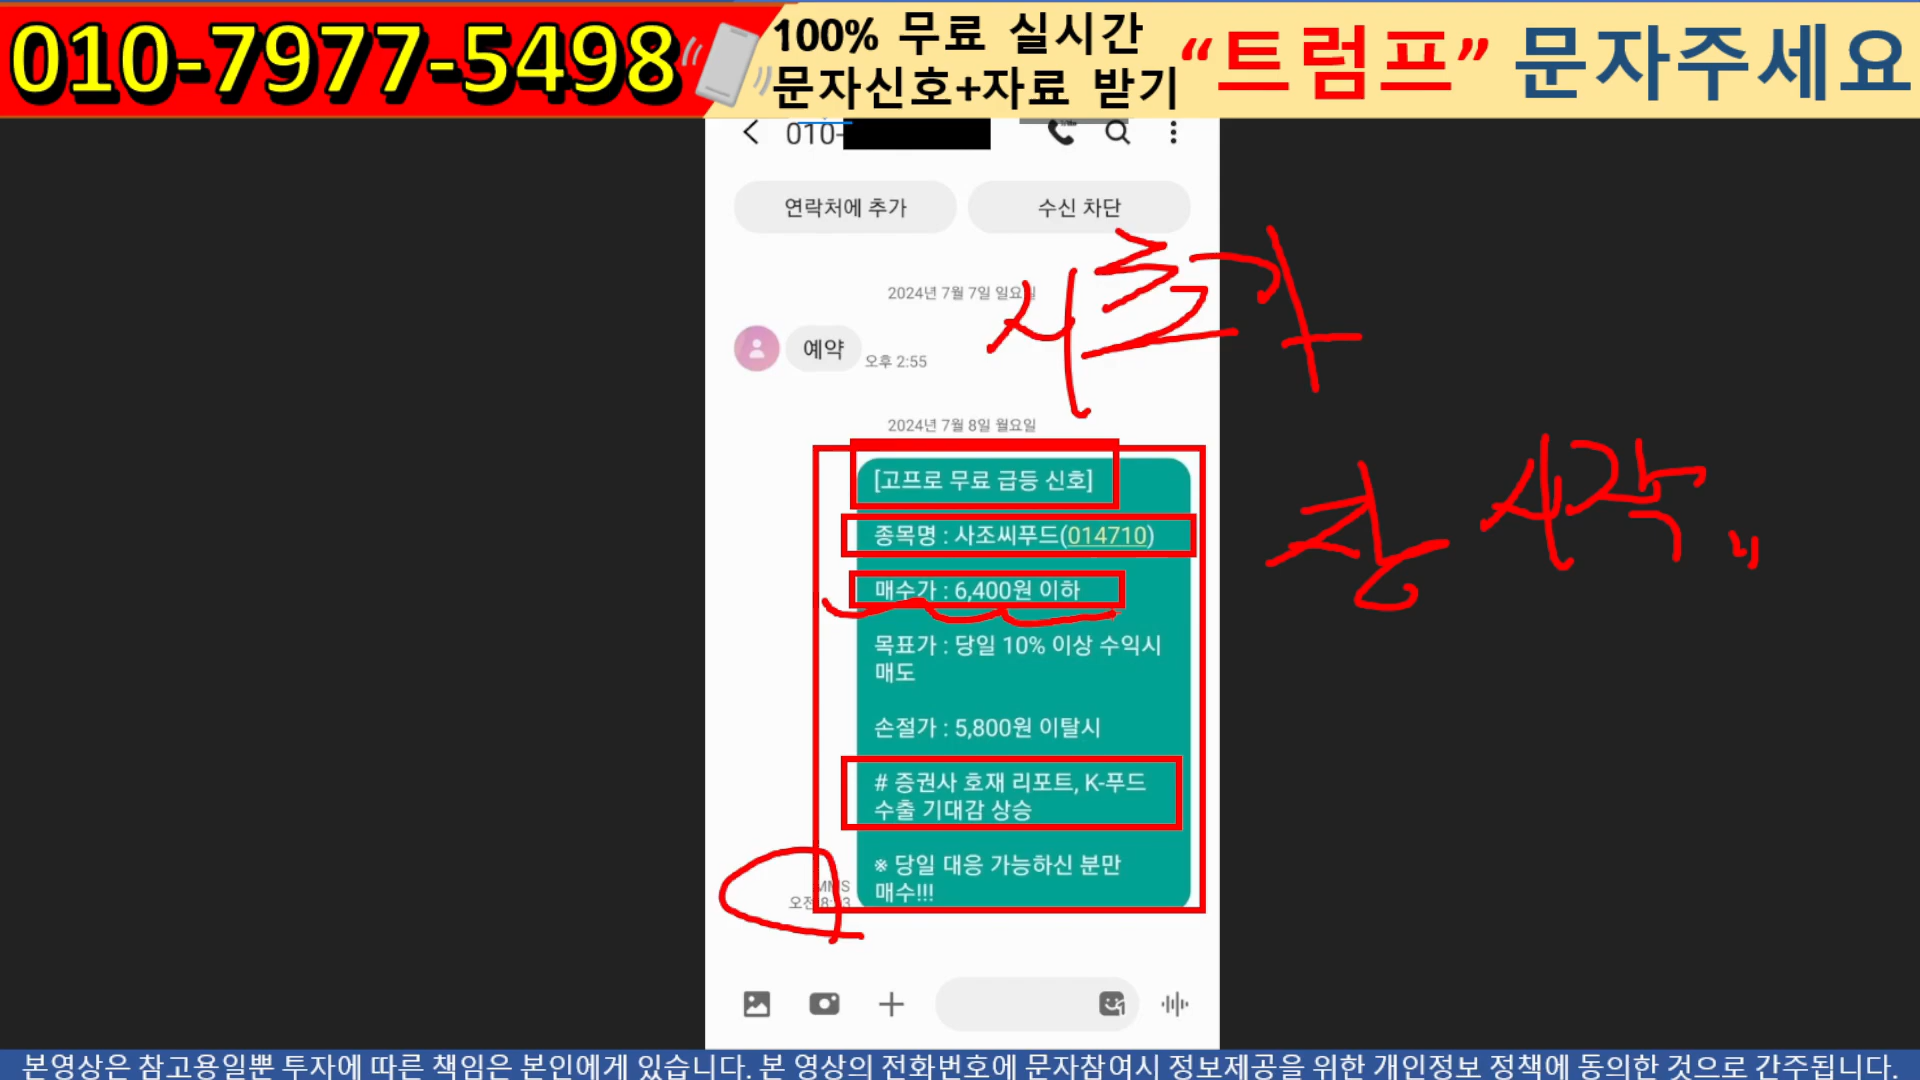 010-7977-5498
100% 무료 실시간
문자신호+자료 받기
“트럼프” 문자주세요
010-
연락처에 추가
수신 차단
2024년 7월 7일 일요일
예약
오후 2:55
2024년 7월 8일 월요일
[고프로 무료 급등 신호]
종목명 : 사조씨푸드(014710)
매수가 : 6,400원 이하
목표가 : 당일 10% 이상 수익시
매도
손절가 : 5,800원 이탈시
# 증권사 호재 리포트, K-푸드
수출 기대감 상승
※ 당일 대응 가능하신 분만
매수!!!
MMS
오전
시초가
장 시작
본영상은 참고용일뿐 투자에 따른 책임은 본인에게 있습니다. 본 영상의 전화번호에 문자참여시 정보제공을 위한 개인정보 정책에 동의한 것으로 간주됩니다.